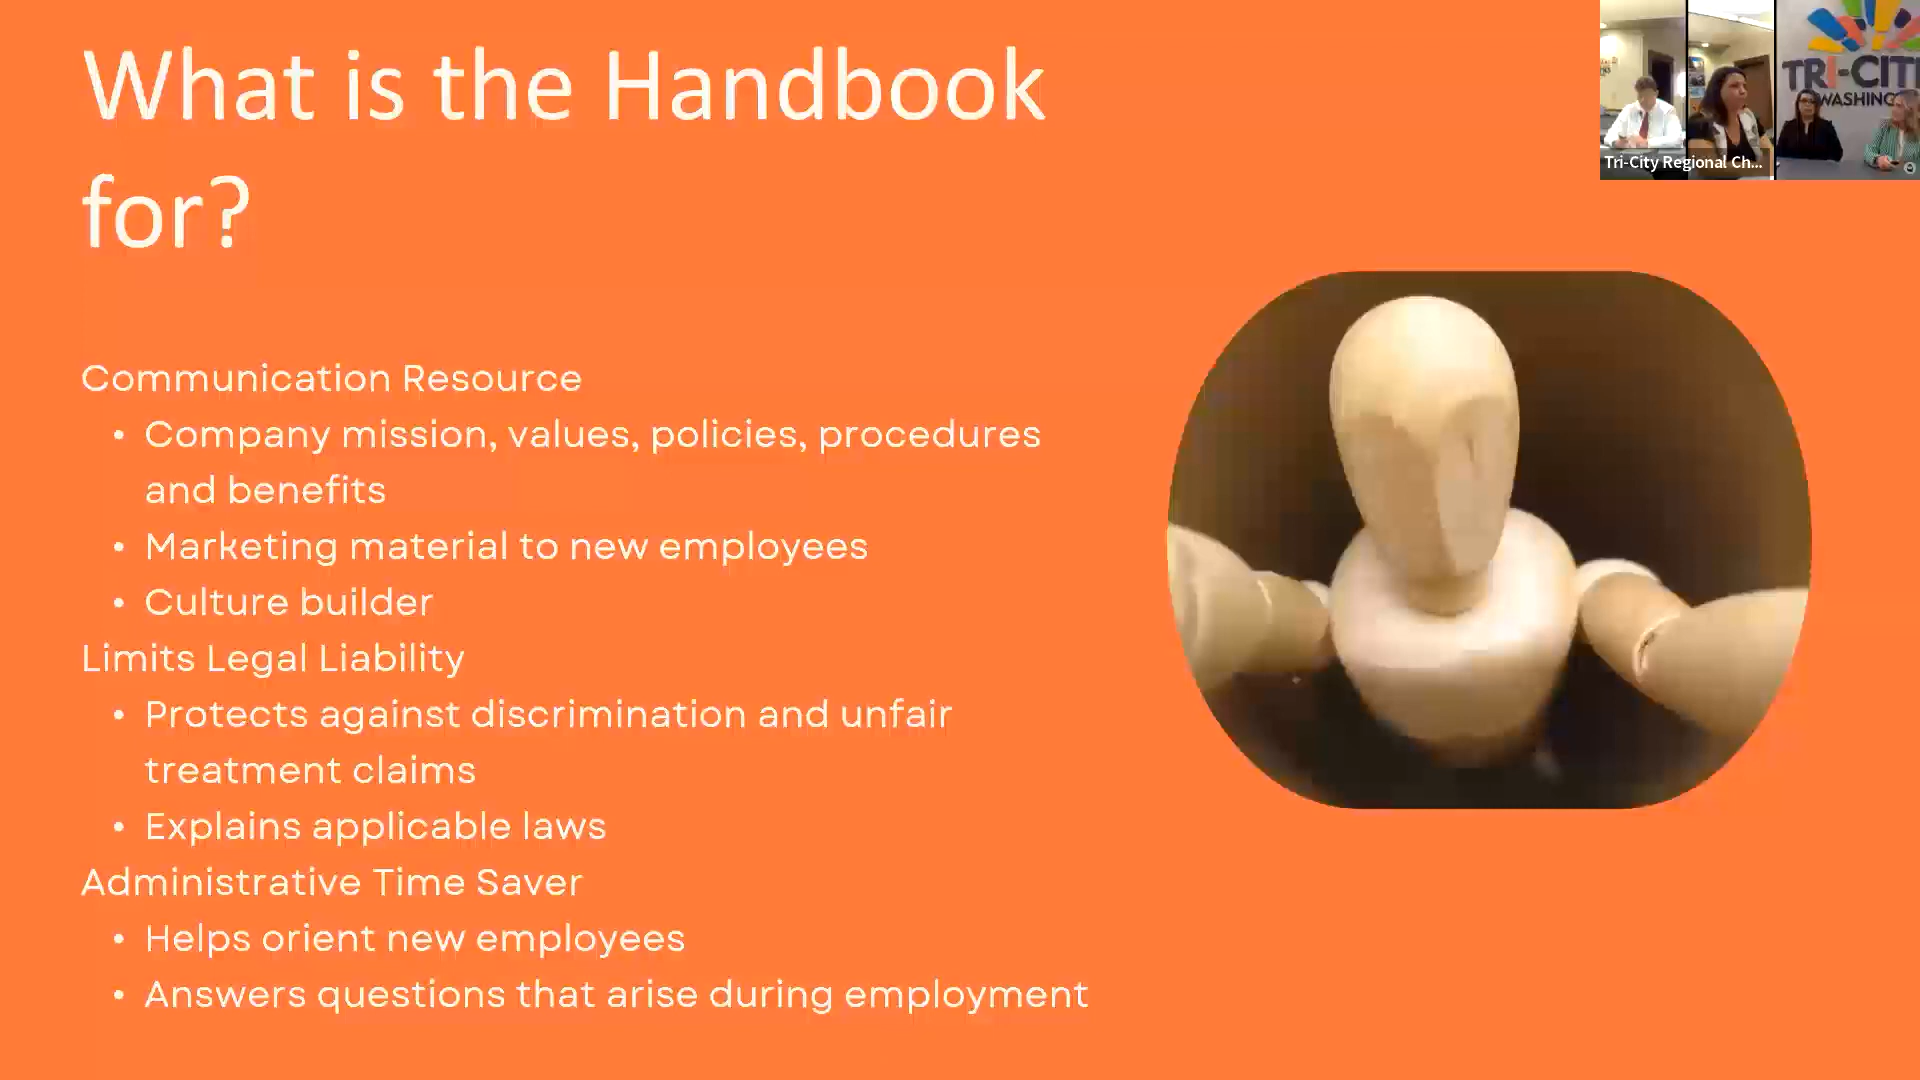 What is the Handbook
for?
Communication Resource
• Company mission, values, policies, procedures
and benefits
• Marketing material to new employees
• Culture builder
Limits Legal Liability
• Protects against discrimination and unfair
treatment claims
• Explains applicable laws
Administrative Time Saver
• Helps orient new employees
• Answers questions that arise during employment
TRI-CITI
WASHING
Tri-City Regional Ch...